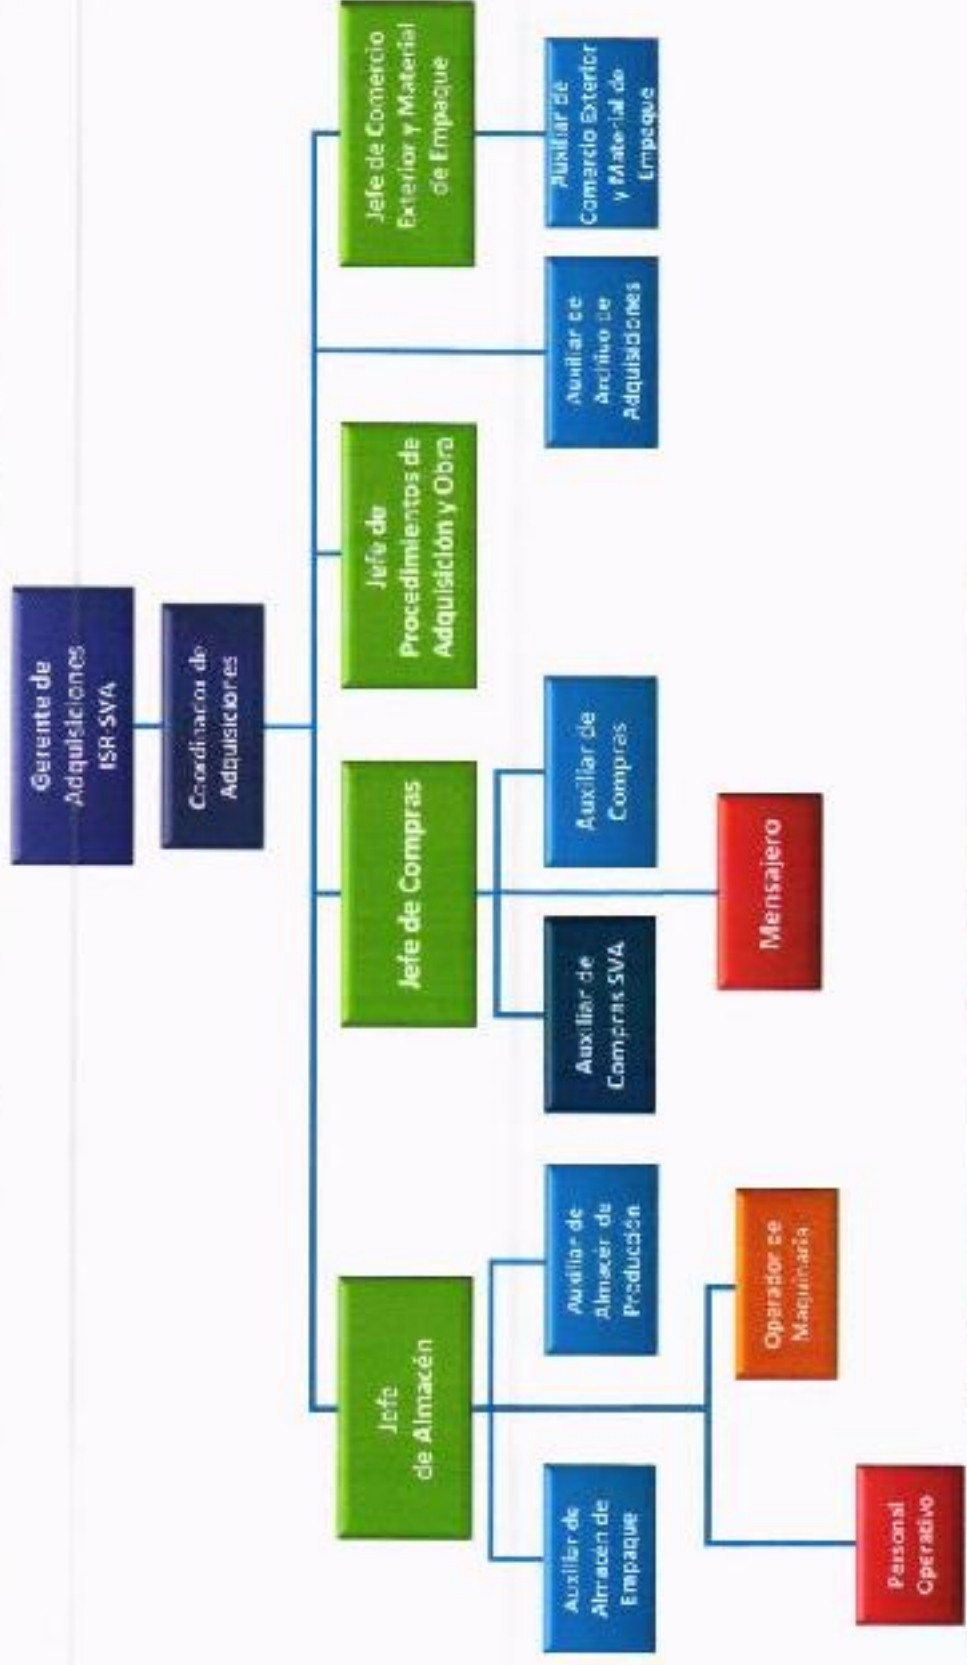 Gerente de
Adquisiciones
ISR-SVA
Coordinador de
Adquisiciones
Jefe
de Almacén
Jefe de Compras
Jefe de
Procedimientos de
Adquisición y Obra
Jefe de Comercio
Exterior y Material
de Empaque
Auxiliar de
Almacén de
Empaque
Auxiliar de
Almacén de
Producción
Auxiliar de
Compras SVA
Auxiliar de
Compras
Auxiliar de
Archivo de
Adquisiciones
Auxiliar de
Comercio Exterior
y Material de
Empaque
Personal
Operativo
Operador de
Maquinaria
Mensajero